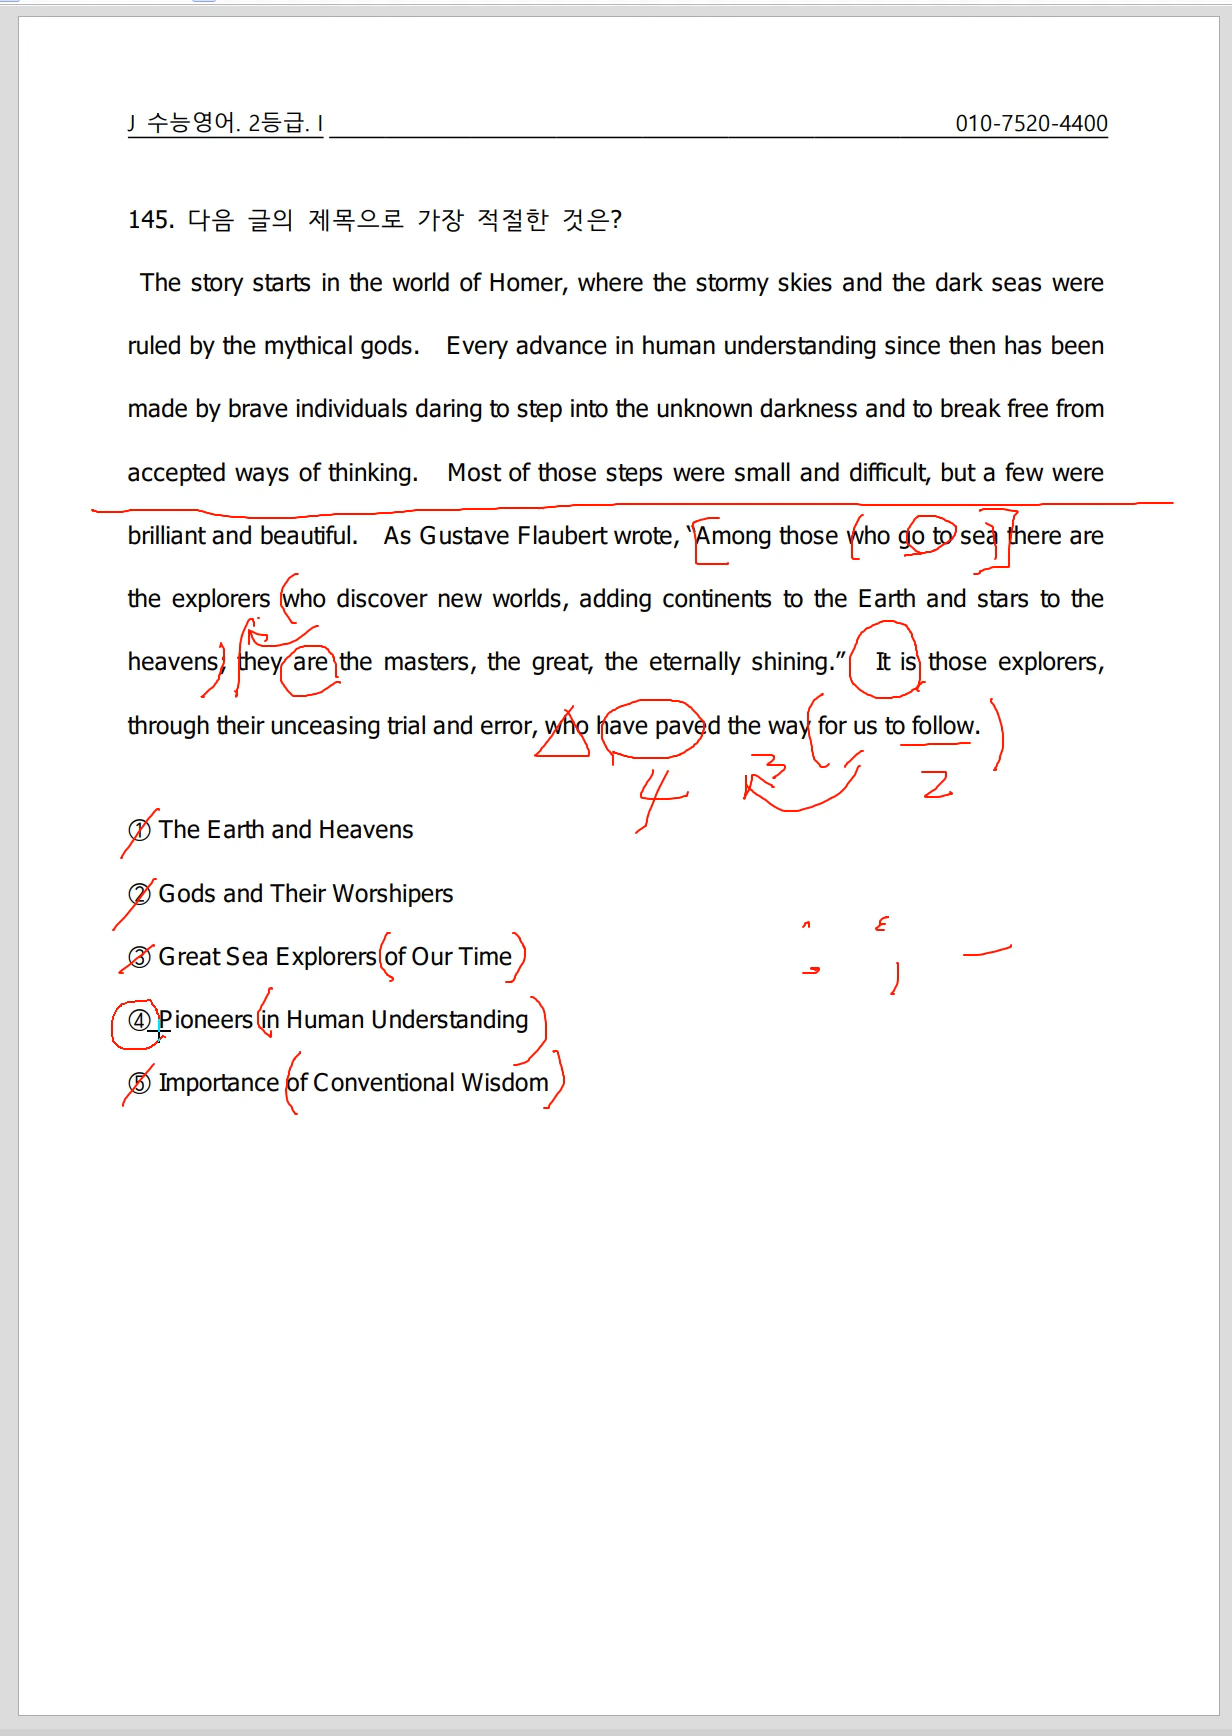 J 수능영어. 2등급. I 010-7520-4400
145. 다음 글의 제목으로 가장 적절한 것은?
The story starts in the world of Homer, where the stormy skies and the dark seas were
ruled by the mythical gods. Every advance in human understanding since then has been
made by brave individuals daring to step into the unknown darkness and to break free from
accepted ways of thinking. Most of those steps were small and difficult, but a few were
brilliant and beautiful. As Gustave Flaubert wrote, “Among those who go to sea there are
the explorers who discover new worlds, adding continents to the Earth and stars to the
heavens; they are the masters, the great, the eternally shining.” It is those explorers,
through their unceasing trial and error, who have paved the way for us to follow.
4 3 2
① The Earth and Heavens
② Gods and Their Worshipers
③ Great Sea Explorers of Our Time
④ Pioneers in Human Understanding
⑤ Importance of Conventional Wisdom